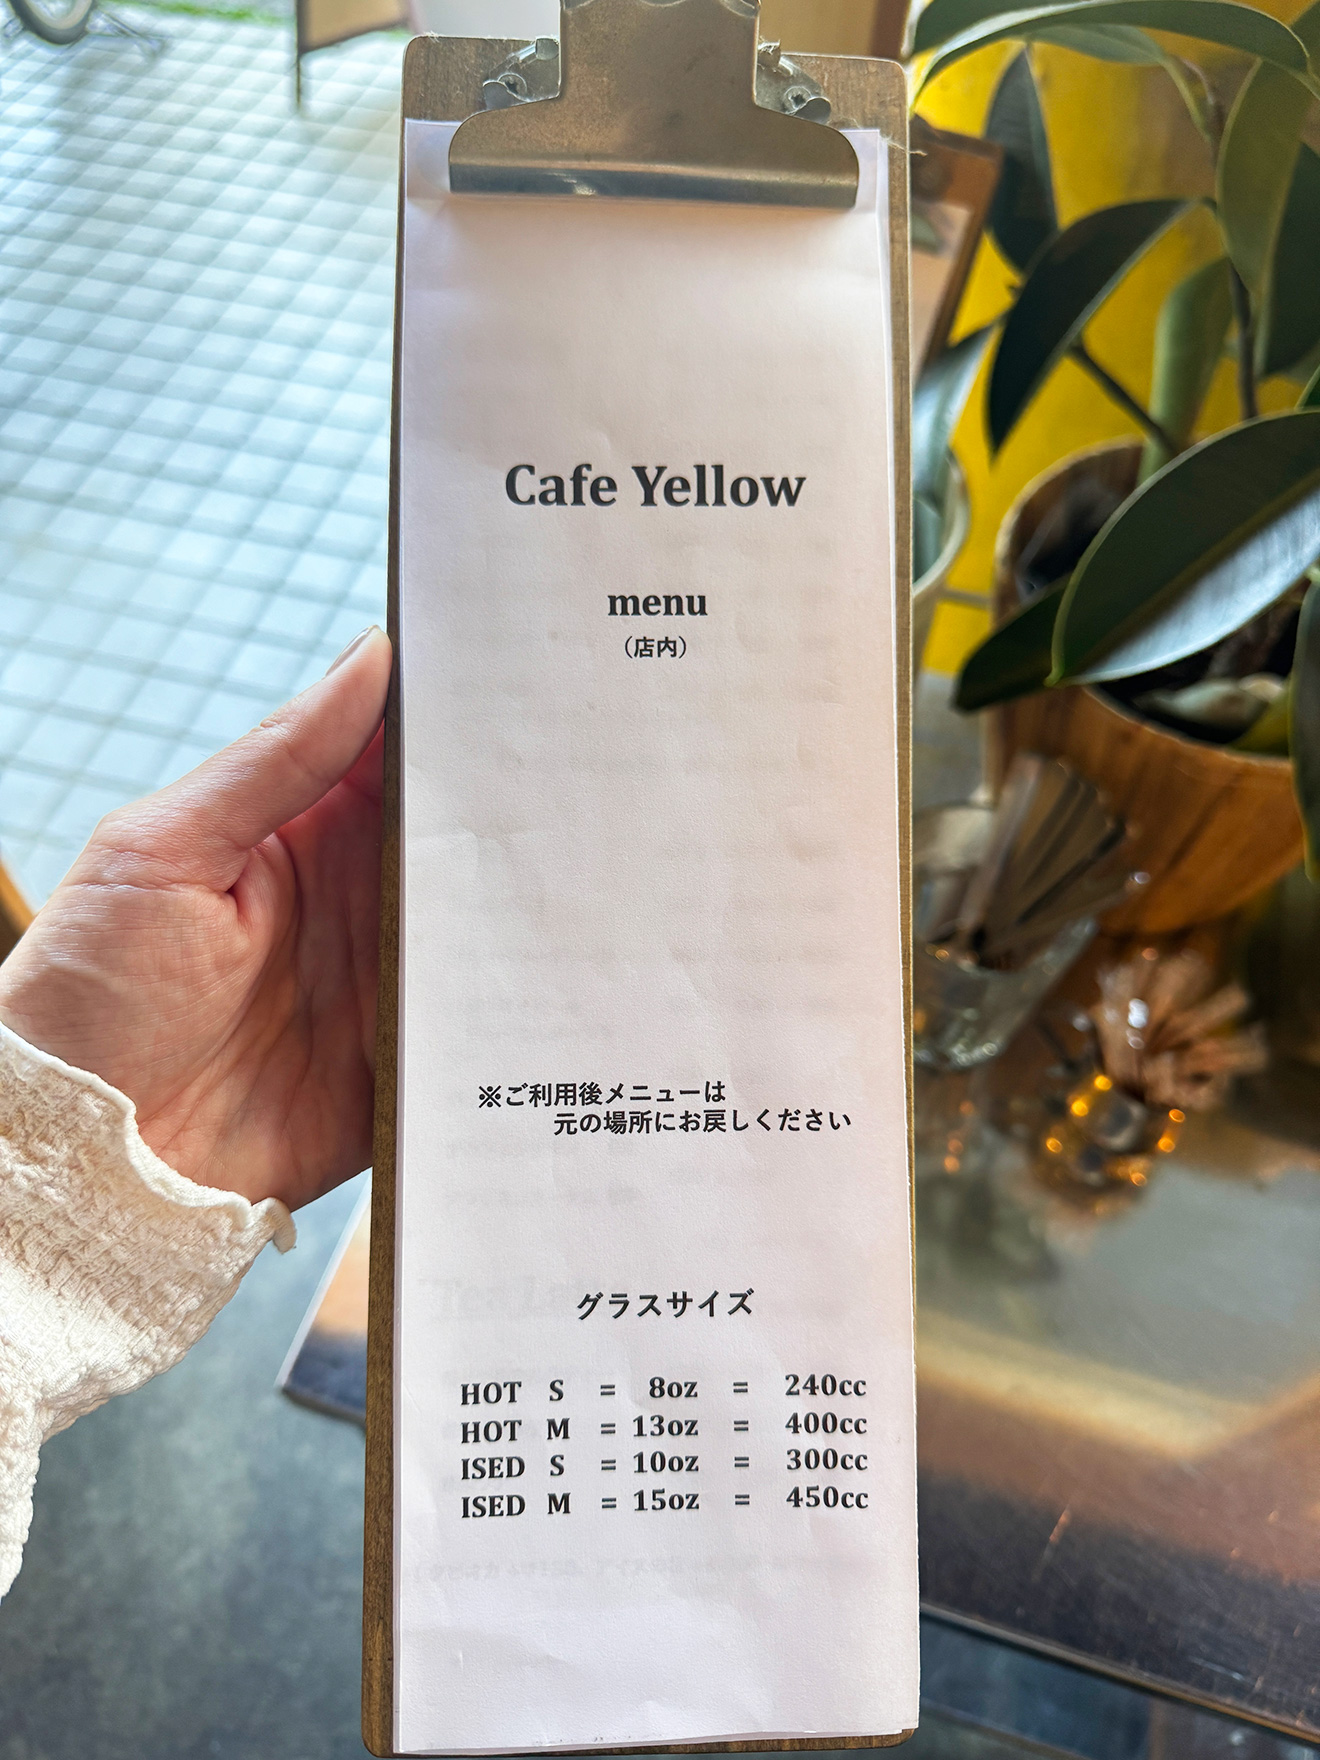 Cafe Yellow
menu
（店内）
※ご利用後メニューは
元の場所にお戻しください
グラスサイズ
HOT S = 8oz = 240cc
HOT M = 13oz = 400cc
ISED S = 10oz = 300cc
ISED M = 15oz = 450cc